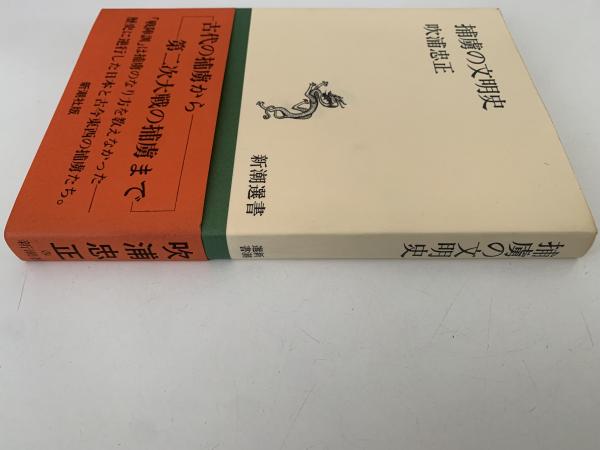 捕虜の文明史
吹浦忠正
新潮選書
古代の捕虜から
第二次大戦の捕虜まで
『戦陣訓』は捕虜のなり方を教えなかった――
歴史に逆行した日本と古今東西の捕虜たち。
新潮社版
捕虜の文明史
新潮選書
吹浦忠正